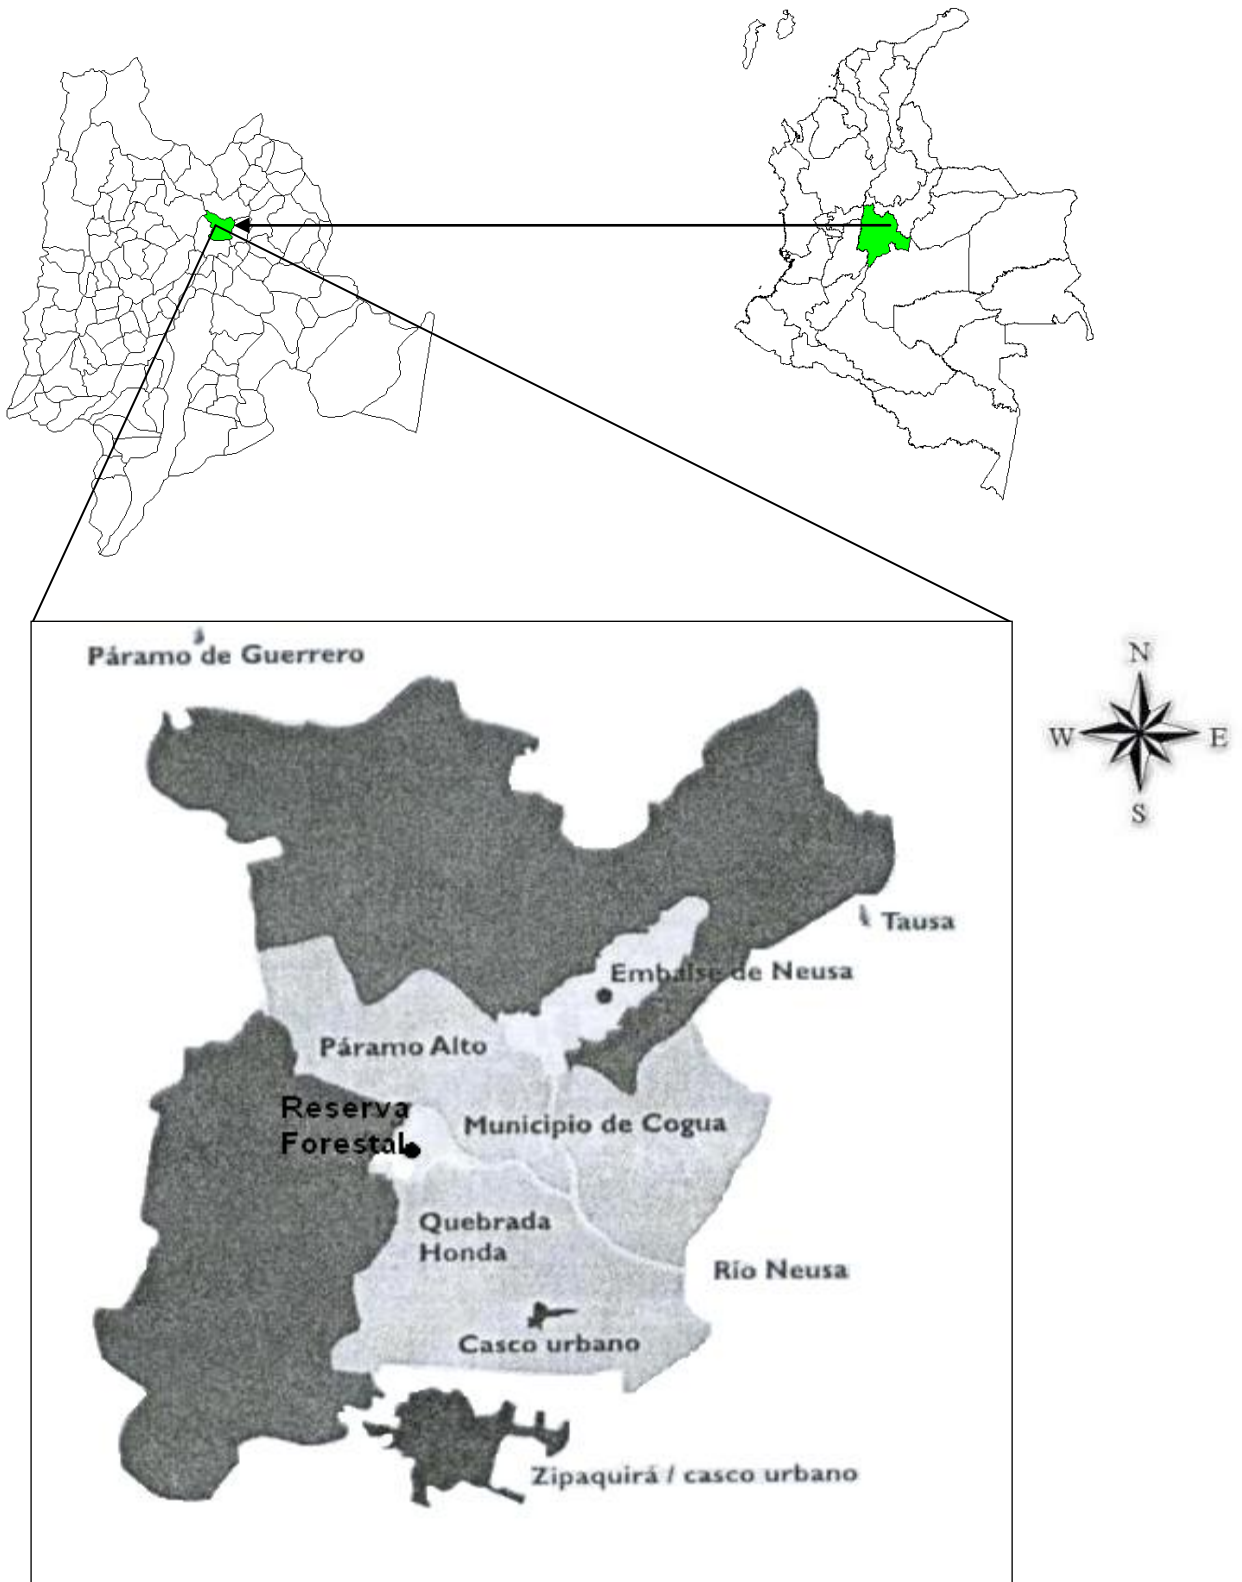 Páramo de Guerrero
N
W
E
S
Tausa
Embalse de Neusa
Páramo Alto
Reserva
Forestal
Municipio de Cogua
Quebrada
Honda
Río Neusa
Casco urbano
Zipaquirá / casco urbano